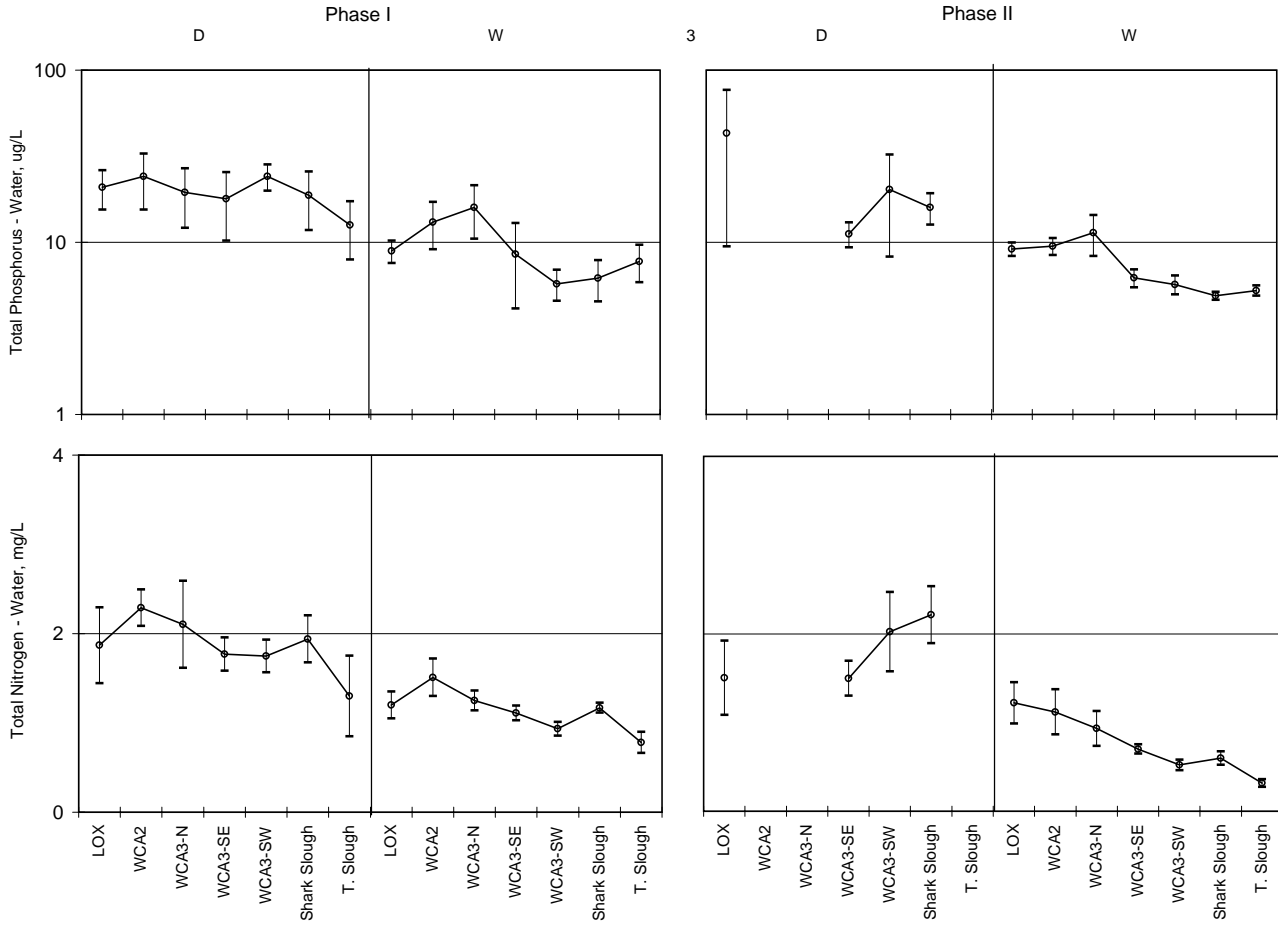 Phase I
Phase II
D
W
3
D
W
Total Phosphorus - Water, ug/L
100
10
1
Total Nitrogen - Water, mg/L
4
2
0
LOX
WCA2
WCA3-N
WCA3-SE
WCA3-SW
Shark Slough
T. Slough
LOX
WCA2
WCA3-N
WCA3-SE
WCA3-SW
Shark Slough
T. Slough
LOX
WCA2
WCA3-N
WCA3-SE
WCA3-SW
Shark Slough
T. Slough
LOX
WCA2
WCA3-N
WCA3-SE
WCA3-SW
Shark Slough
T. Slough